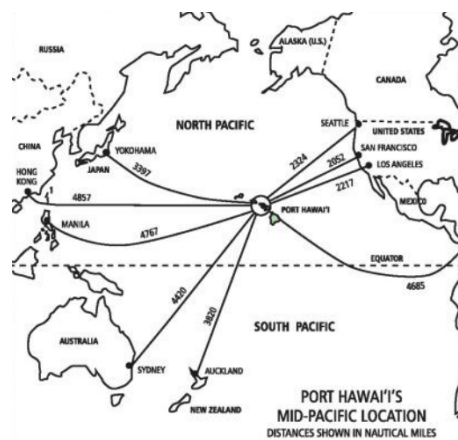 ALASKA (U.S.)
RUSSIA
CANADA
SEATTLE
NORTH PACIFIC
UNITED STATES
CHINA
YOKOHAMA
SAN FRANCISCO
JAPAN
2324
2052
LOS ANGELES
HONG
KONG
3397
2217
4857
MEXICO
PORT HAWAI'I
MANILA
4767
EQUATOR
4685
4420
3820
SOUTH PACIFIC
AUSTRALIA
SYDNEY
AUCKLAND
NEW ZEALAND
PORT HAWAI'I'S
MID-PACIFIC LOCATION
DISTANCES SHOWN IN NAUTICAL MILES